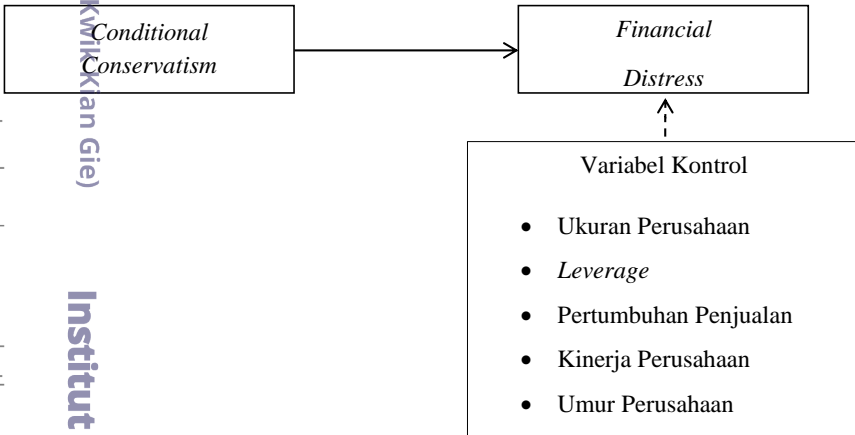 Conditional
Conservatism
Financial
Distress
Variabel Kontrol
• Ukuran Perusahaan
• Leverage
• Pertumbuhan Penjualan
• Kinerja Perusahaan
• Umur Perusahaan
Kwik Kian Gie)
Institut